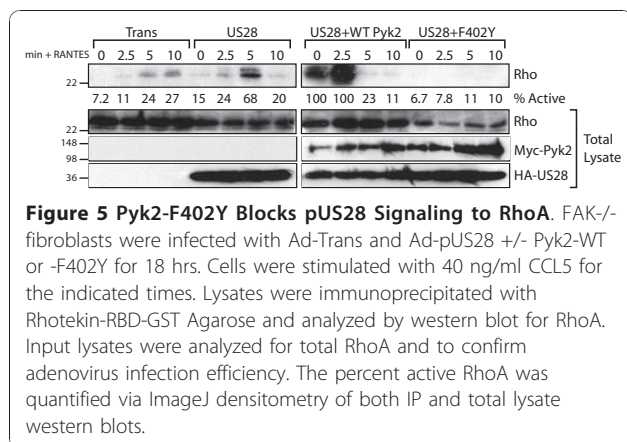 Trans US28 US28+WT Pyk2 US28+F402Y
min + RANTES 0 2.5 5 10 0 2.5 5 10 0 2.5 5 10 0 2.5 5 10
22 Rho
7.2 11 24 27 15 24 68 20 100 100 23 11 6.7 7.8 11 10 % Active
22 Rho
148
98 Myc-Pyk2
36 HA-US28
Total
Lysate
Figure 5 Pyk2-F402Y Blocks pUS28 Signaling to RhoA. FAK-/-
fibroblasts were infected with Ad-Trans and Ad-pUS28 +/- Pyk2-WT
or -F402Y for 18 hrs. Cells were stimulated with 40 ng/ml CCL5 for
the indicated times. Lysates were immunoprecipitated with
Rhotekin-RBD-GST Agarose and analyzed by western blot for RhoA.
Input lysates were analyzed for total RhoA and to confirm
adenovirus infection efficiency. The percent active RhoA was
quantified via ImageJ densitometry of both IP and total lysate
western blots.